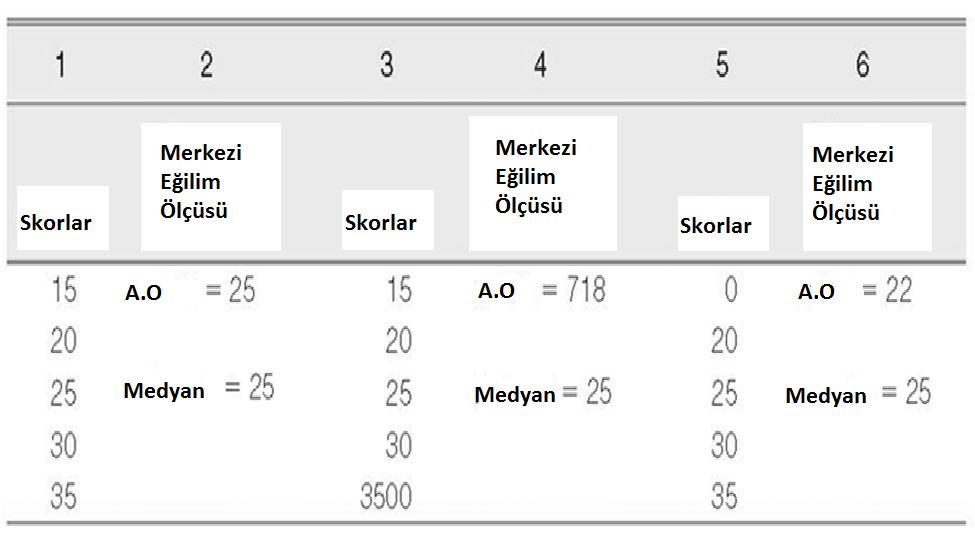 1 2 3 4 5 6
Merkezi Eğilim Ölçüsü Merkezi Eğilim Ölçüsü Merkezi Eğilim Ölçüsü
Skorlar Skorlar Skorlar
15 A.O = 25 15 A.O = 718 0 A.O = 22
20 20 20
25 Medyan = 25 25 Medyan = 25 25 Medyan = 25
30 30 30
35 3500 35